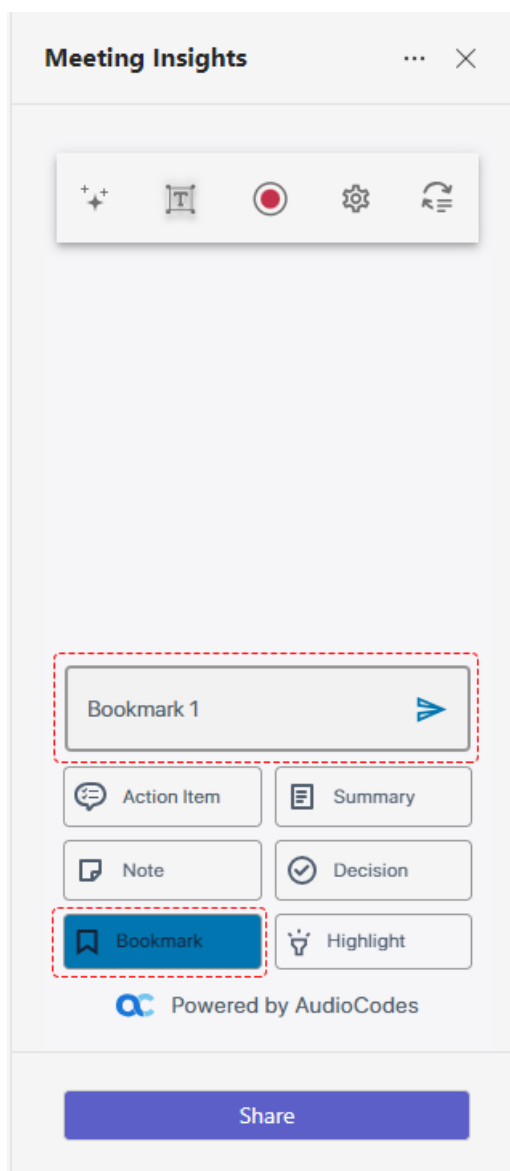 Meeting Insights
Bookmark 1
Action Item
Summary
Note
Decision
Bookmark
Highlight
Powered by AudioCodes
Share